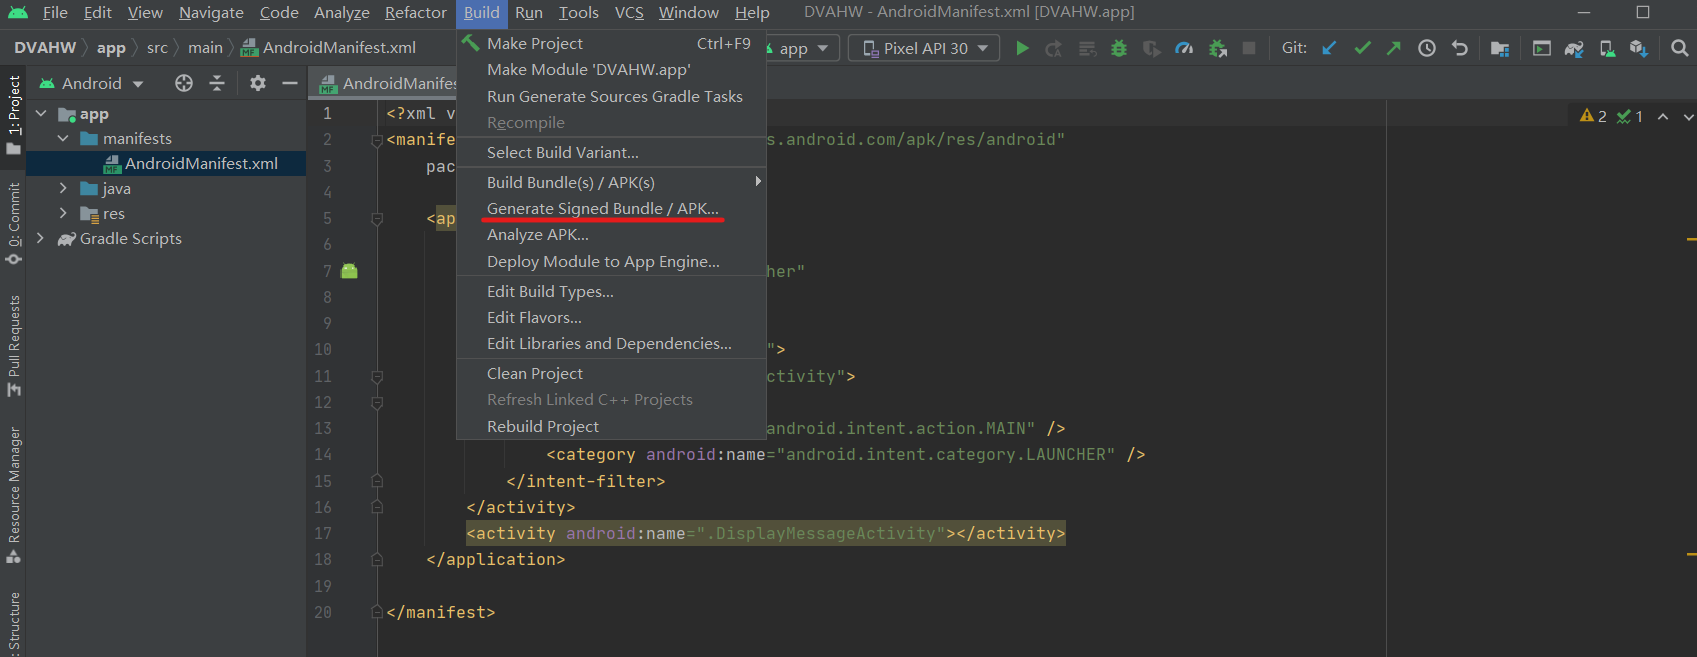 File Edit View Navigate Code Analyze Refactor Build Run Tools VCS Window Help DVAHW - AndroidManifest.xml [DVAHW.app]
DVAHW app src main AndroidManifest.xml app Pixel API 30 Git:
Android
AndroidManifes
1: Project
0: Commit
Pull Requests
Resource Manager
: Structure
app
manifests
AndroidManifest.xml
java
res
Gradle Scripts
Make Project Ctrl+F9
Make Module 'DVAHW.app'
Run Generate Sources Gradle Tasks
Recompile
Select Build Variant...
Build Bundle(s) / APK(s)
Generate Signed Bundle / APK...
Analyze APK...
Deploy Module to App Engine...
Edit Build Types...
Edit Flavors...
Edit Libraries and Dependencies...
Clean Project
Refresh Linked C++ Projects
Rebuild Project
2 1
1 <?xml v
2 <manife s.android.com/apk/res/android"
3 pac
4
5 <ap
6
7 her"
8
9
10 ">
11 ctivity">
12
13 android.intent.action.MAIN" />
14 <category android:name="android.intent.category.LAUNCHER" />
15 </intent-filter>
16 </activity>
17 <activity android:name=".DisplayMessageActivity"></activity>
18 </application>
19
20 </manifest>